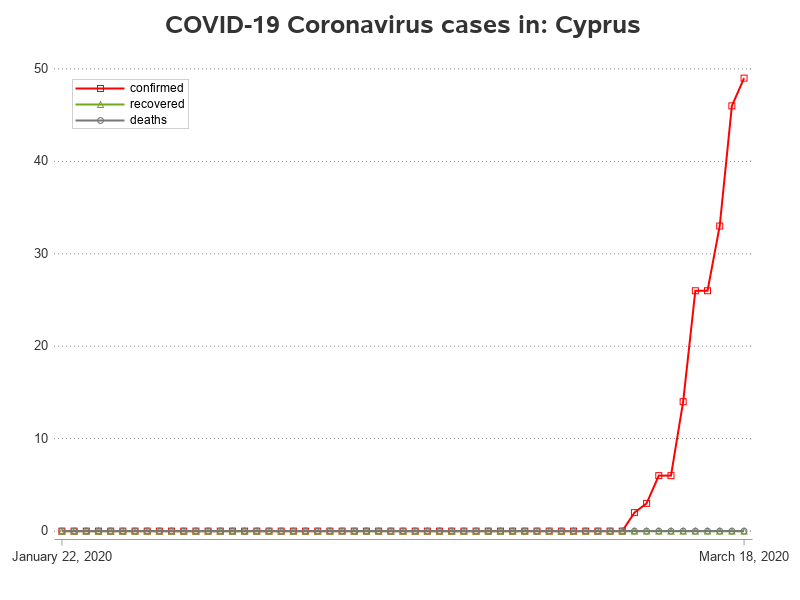 COVID-19 Coronavirus cases in: Cyprus
50
confirmed
recovered
deaths
40
30
20
10
0
January 22, 2020
March 18, 2020